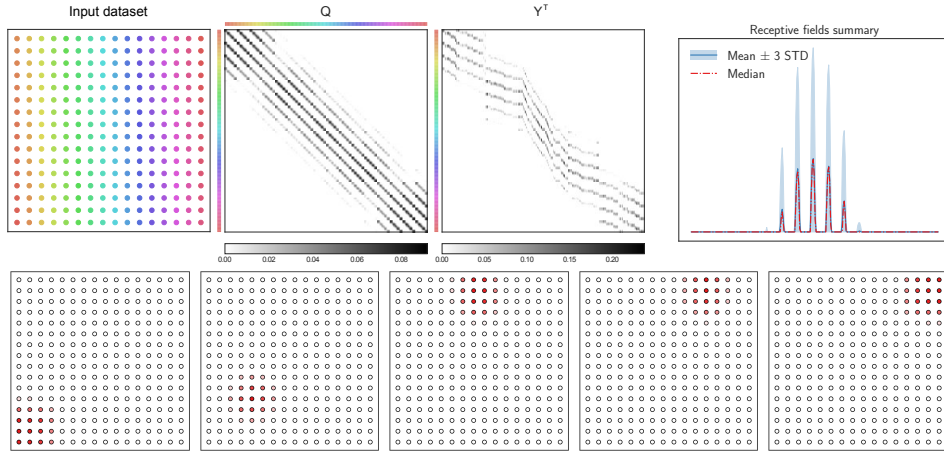 Input dataset
Q
Yᵀ
Receptive fields summary
Mean ± 3 STD
Median
0.00 0.02 0.04 0.06 0.08
0.00 0.05 0.10 0.15 0.20